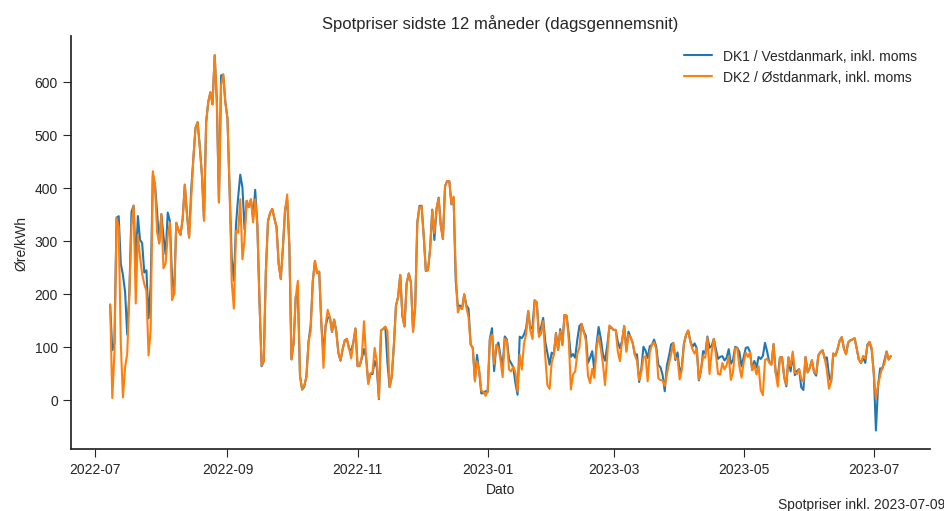 Spotpriser sidste 12 måneder (dagsgennemsnit)
DK1 / Vestdanmark, inkl. moms
DK2 / Østdanmark, inkl. moms
Øre/kWh
600
500
400
300
200
100
0
2022-07 2022-09 2022-11 2023-01 2023-03 2023-05 2023-07
Dato
Spotpriser inkl. 2023-07-09